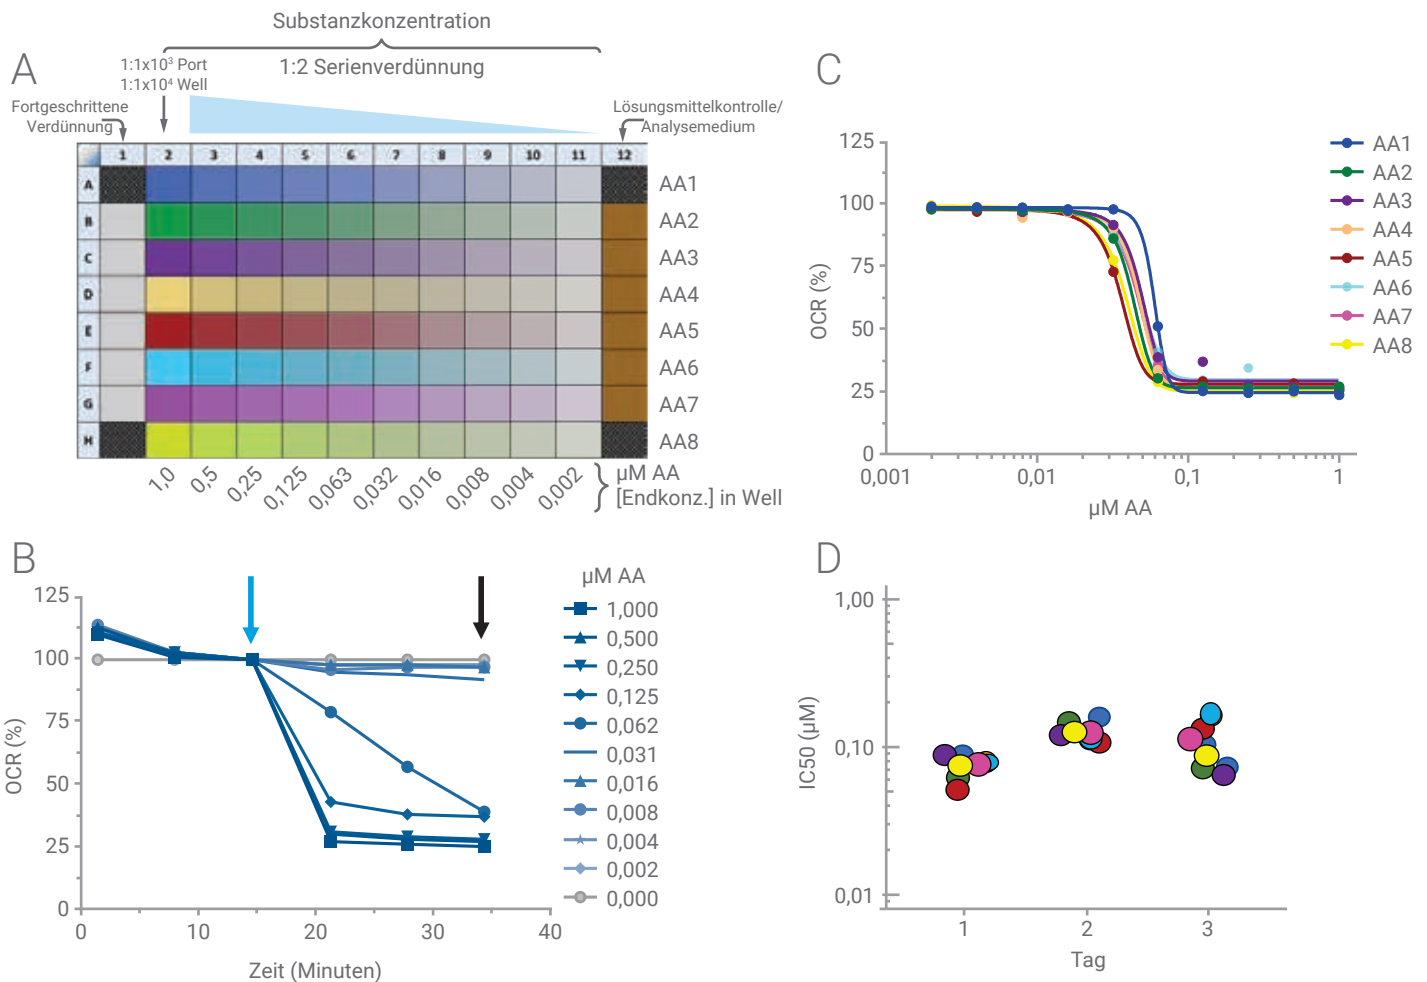 Substanzkonzentration
A
1:1x10³ Port
1:1x10⁴ Well
1:2 Serienverdünnung
Fortgeschrittene
Verdünnung
Lösungsmittelkontrolle/
Analysemedium
1 2 3 4 5 6 7 8 9 10 11 12
A AA1
B AA2
C AA3
D AA4
E AA5
F AA6
G AA7
H AA8
1,0 0,5 0,25 0,125 0,063 0,032 0,016 0,008 0,004 0,002
µM AA
[Endkonz.] in Well
B
125
100
75
50
25
0
OCR (%)
0 10 20 30 40
Zeit (Minuten)
µM AA
1,000
0,500
0,250
0,125
0,062
0,031
0,016
0,008
0,004
0,002
0,000
C
125
100
75
50
25
0
OCR (%)
0,001 0,01 0,1 1
µM AA
AA1
AA2
AA3
AA4
AA5
AA6
AA7
AA8
D
1,00
0,10
0,01
IC50 (µM)
1 2 3
Tag